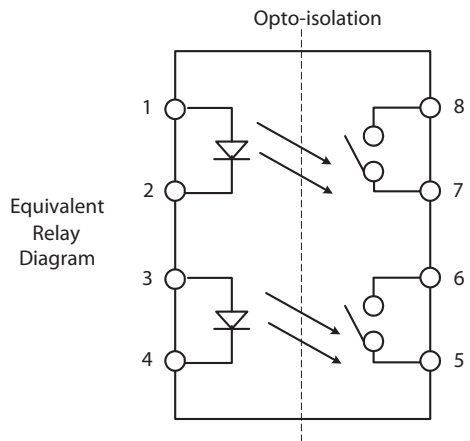 Opto-isolation
1
8
2
7
Equivalent
Relay
Diagram
3
6
4
5